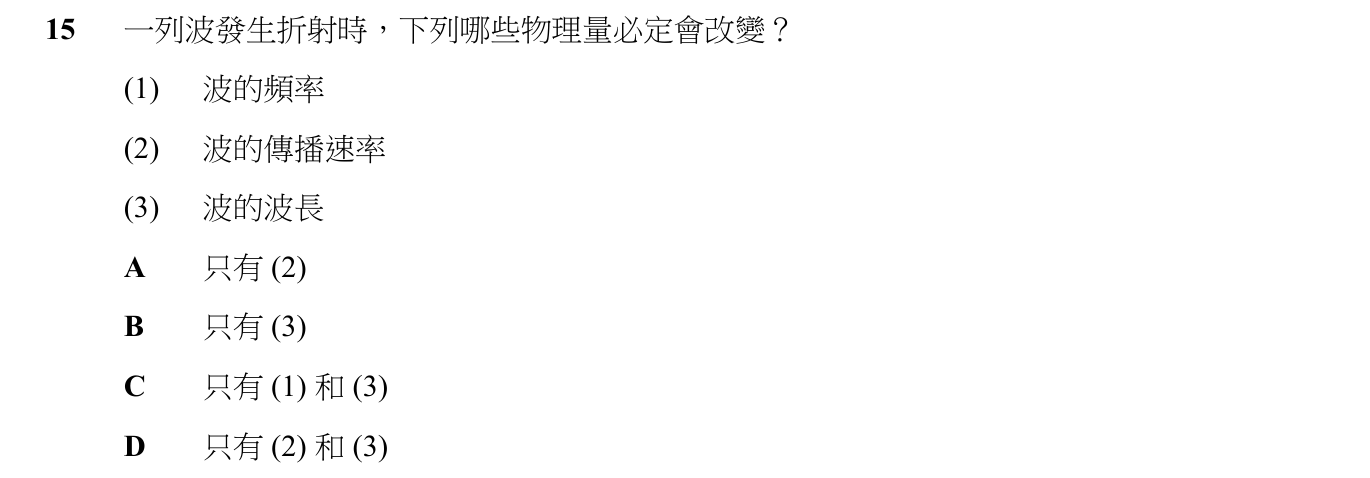 15 一列波發生折射時，下列哪些物理量必定會改變？
(1) 波的頻率
(2) 波的傳播速率
(3) 波的波長
A 只有 (2)
B 只有 (3)
C 只有 (1) 和 (3)
D 只有 (2) 和 (3)